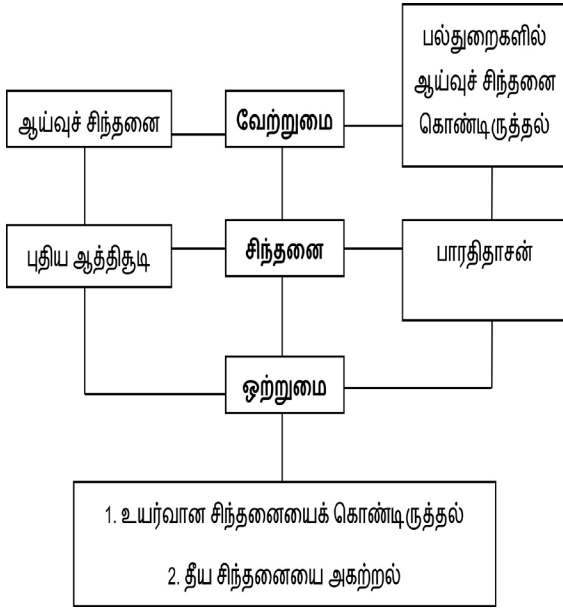 பல்துறைகளில்
ஆய்வுச் சிந்தனை
கொண்டிருத்தல்
ஆய்வுச் சிந்தனை
வேற்றுமை
புதிய ஆத்திசூடி
சிந்தனை
பாரதிதாசன்
ஒற்றுமை
1. உயர்வான சிந்தனையைக் கொண்டிருத்தல்
2. தீய சிந்தனையை அகற்றல்